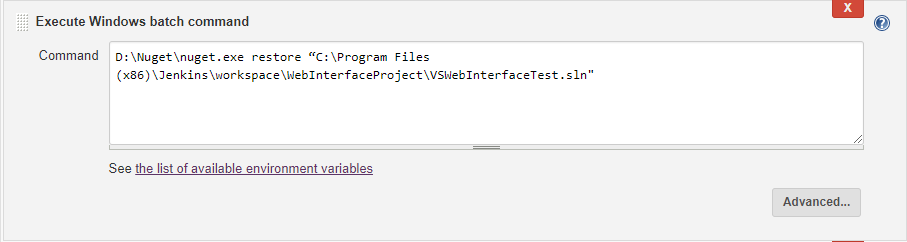 Execute Windows batch command
X
?
Command
D:\Nuget\nuget.exe restore “C:\Program Files
(x86)\Jenkins\workspace\WebInterfaceProject\VSWebInterfaceTest.sln"
See the list of available environment variables
Advanced...